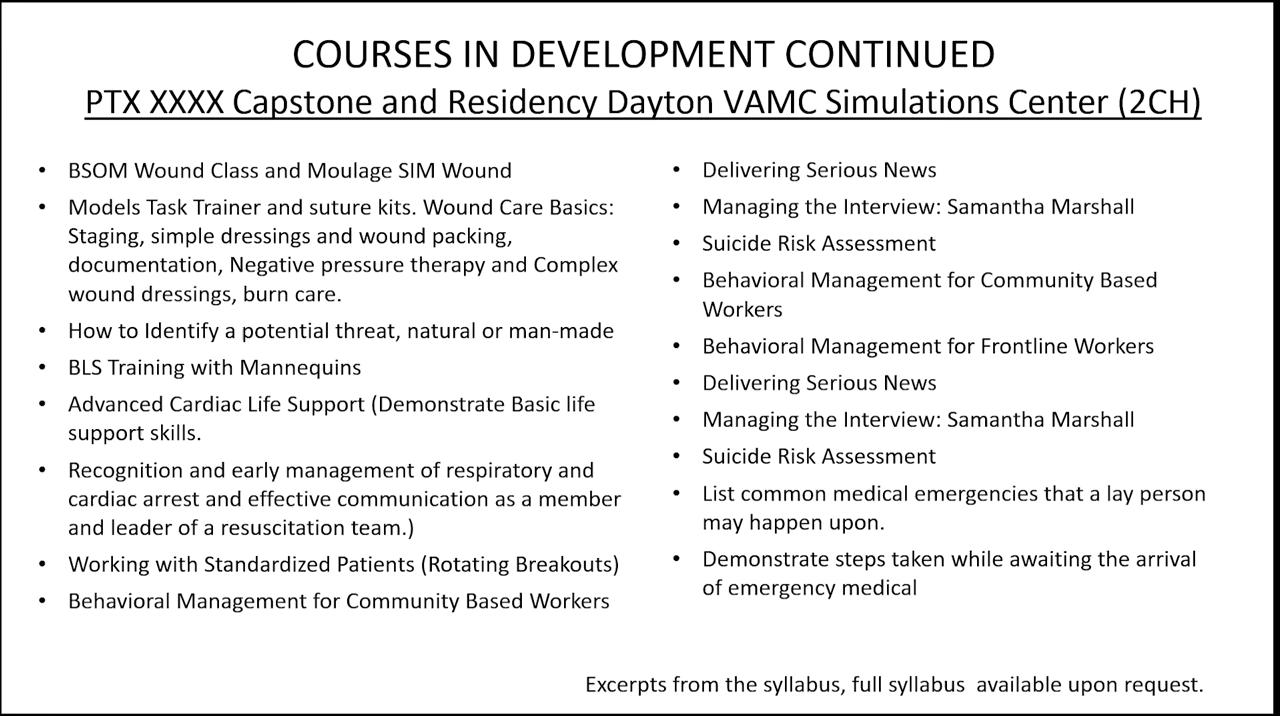 COURSES IN DEVELOPMENT CONTINUED
PTX XXXX Capstone and Residency Dayton VAMC Simulations Center (2CH)
• BSOM Wound Class and Moulage SIM Wound
• Models Task Trainer and suture kits. Wound Care Basics:
Staging, simple dressings and wound packing,
documentation, Negative pressure therapy and Complex
wound dressings, burn care.
• How to Identify a potential threat, natural or man-made
• BLS Training with Mannequins
• Advanced Cardiac Life Support (Demonstrate Basic life
support skills.
• Recognition and early management of respiratory and
cardiac arrest and effective communication as a member
and leader of a resuscitation team.)
• Working with Standardized Patients (Rotating Breakouts)
• Behavioral Management for Community Based Workers
• Delivering Serious News
• Managing the Interview: Samantha Marshall
• Suicide Risk Assessment
• Behavioral Management for Community Based
Workers
• Behavioral Management for Frontline Workers
• Delivering Serious News
• Managing the Interview: Samantha Marshall
• Suicide Risk Assessment
• List common medical emergencies that a lay person
may happen upon.
• Demonstrate steps taken while awaiting the arrival
of emergency medical
Excerpts from the syllabus, full syllabus  available upon request.